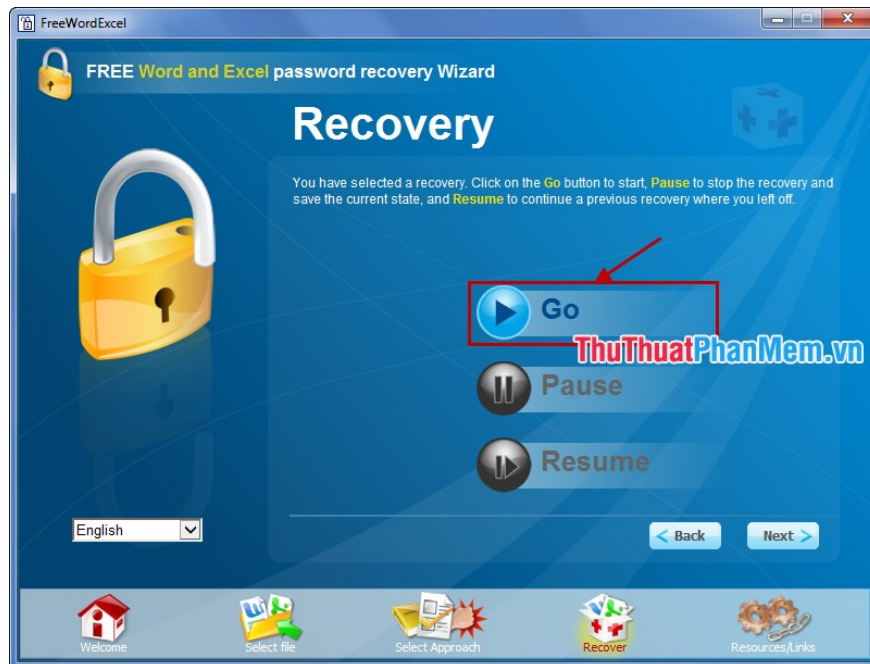 FreeWordExcel
FREE Word and Excel password recovery Wizard
Recovery
You have selected a recovery. Click on the Go button to start, Pause to stop the recovery and
save the current state, and Resume to continue a previous recovery where you left off.
Go
ThuThuatPhanMem.vn
Pause
Resume
English
Back
Next
Welcome
Select file
Select Approach
Recover
Resources/Links